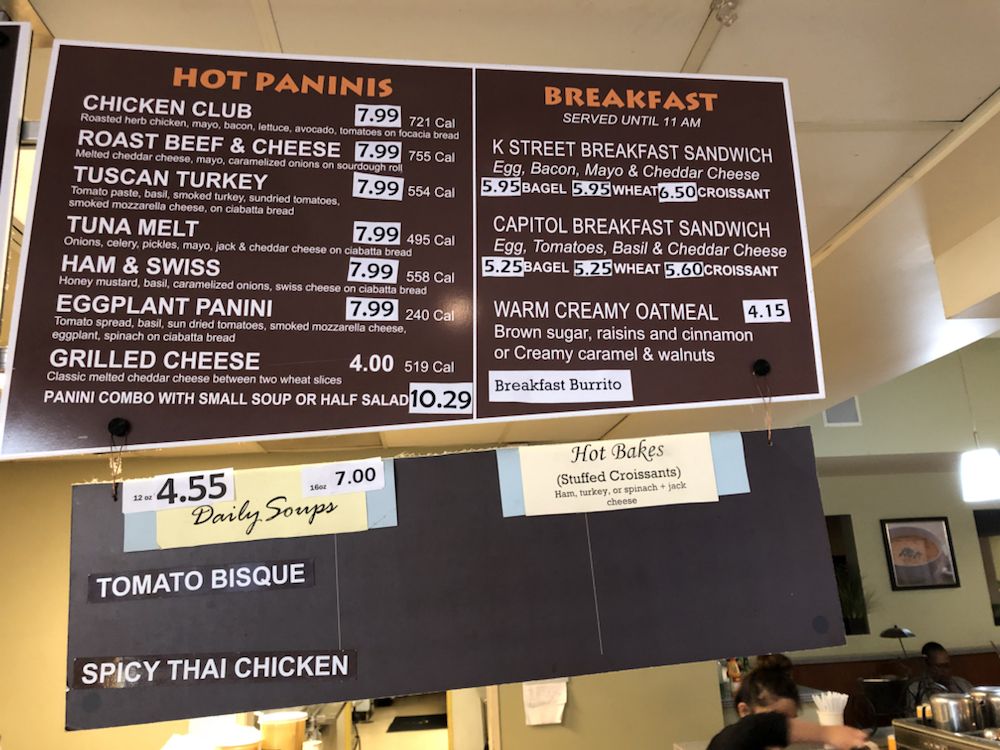 HOT PANINIS
CHICKEN CLUB 7.99 721 Cal
Roasted herb chicken, mayo, bacon, lettuce, avocado, tomatoes on focacia bread
ROAST BEEF & CHEESE 7.99 755 Cal
Melted cheddar cheese, mayo, caramelized onions on sourdough roll
TUSCAN TURKEY 7.99 554 Cal
Tomato paste, basil, smoked turkey, sundried tomatoes,
smoked mozzarella cheese, on ciabatta bread
TUNA MELT 7.99 495 Cal
Onions, celery, pickles, mayo, jack & cheddar cheese on ciabatta bread
HAM & SWISS 7.99 558 Cal
Honey mustard, basil, caramelized onions, swiss cheese on ciabatta bread
EGGPLANT PANINI 7.99 240 Cal
Tomato spread, basil, sun dried tomatoes, smoked mozzarella cheese,
eggplant, spinach on ciabatta bread
GRILLED CHEESE 4.00 519 Cal
Classic melted cheddar cheese between two wheat slices
PANINI COMBO WITH SMALL SOUP OR HALF SALAD 10.29
BREAKFAST
SERVED UNTIL 11 AM
K STREET BREAKFAST SANDWICH
Egg, Bacon, Mayo & Cheddar Cheese
5.95 BAGEL 5.95 WHEAT 6.50 CROISSANT
CAPITOL BREAKFAST SANDWICH
Egg, Tomatoes, Basil & Cheddar Cheese
5.25 BAGEL 5.25 WHEAT 5.60 CROISSANT
WARM CREAMY OATMEAL 4.15
Brown sugar, raisins and cinnamon
or Creamy caramel & walnuts
Breakfast Burrito
12 oz 4.55 16oz 7.00
Daily Soups
TOMATO BISQUE
SPICY THAI CHICKEN
Hot Bakes
(Stuffed Croissants)
Ham, turkey, or spinach + jack
cheese